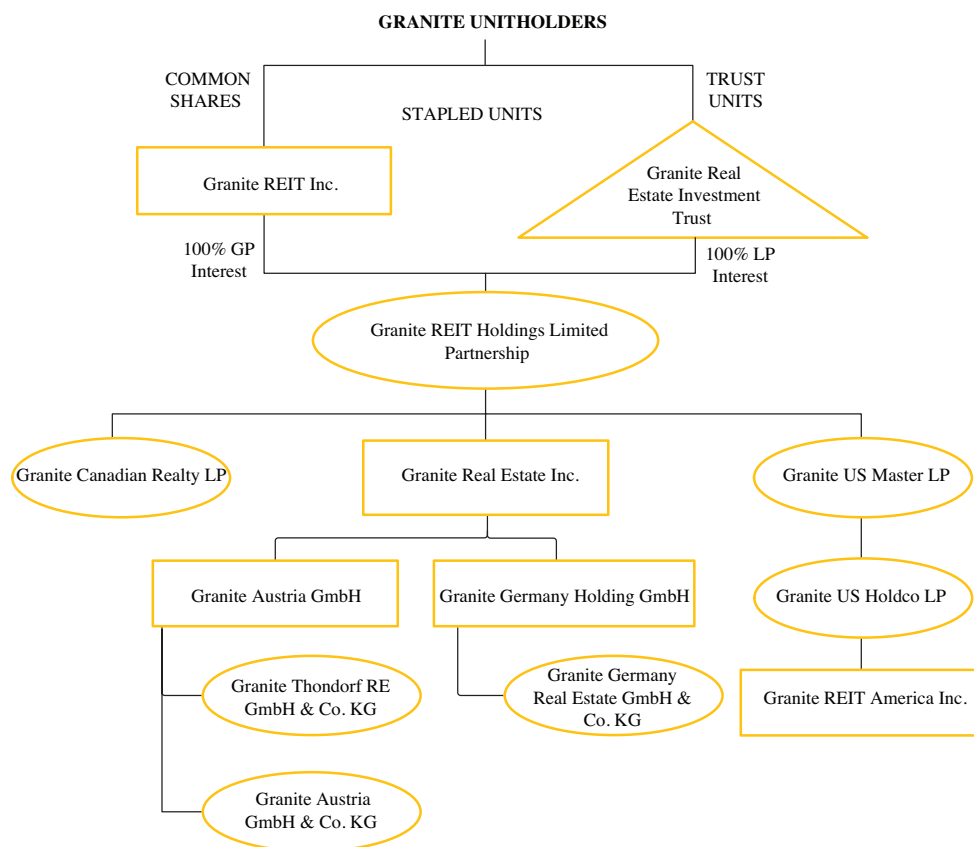 GRANITE UNITHOLDERS
COMMON
SHARES
STAPLED UNITS
TRUST
UNITS
Granite REIT Inc.
Granite Real
Estate Investment
Trust
100% GP
Interest
100% LP
Interest
Granite REIT Holdings Limited
Partnership
Granite Canadian Realty LP
Granite Real Estate Inc.
Granite US Master LP
Granite Austria GmbH
Granite Germany Holding GmbH
Granite US Holdco LP
Granite Thondorf RE
GmbH & Co. KG
Granite Germany
Real Estate GmbH &
Co. KG
Granite REIT America Inc.
Granite Austria
GmbH & Co. KG